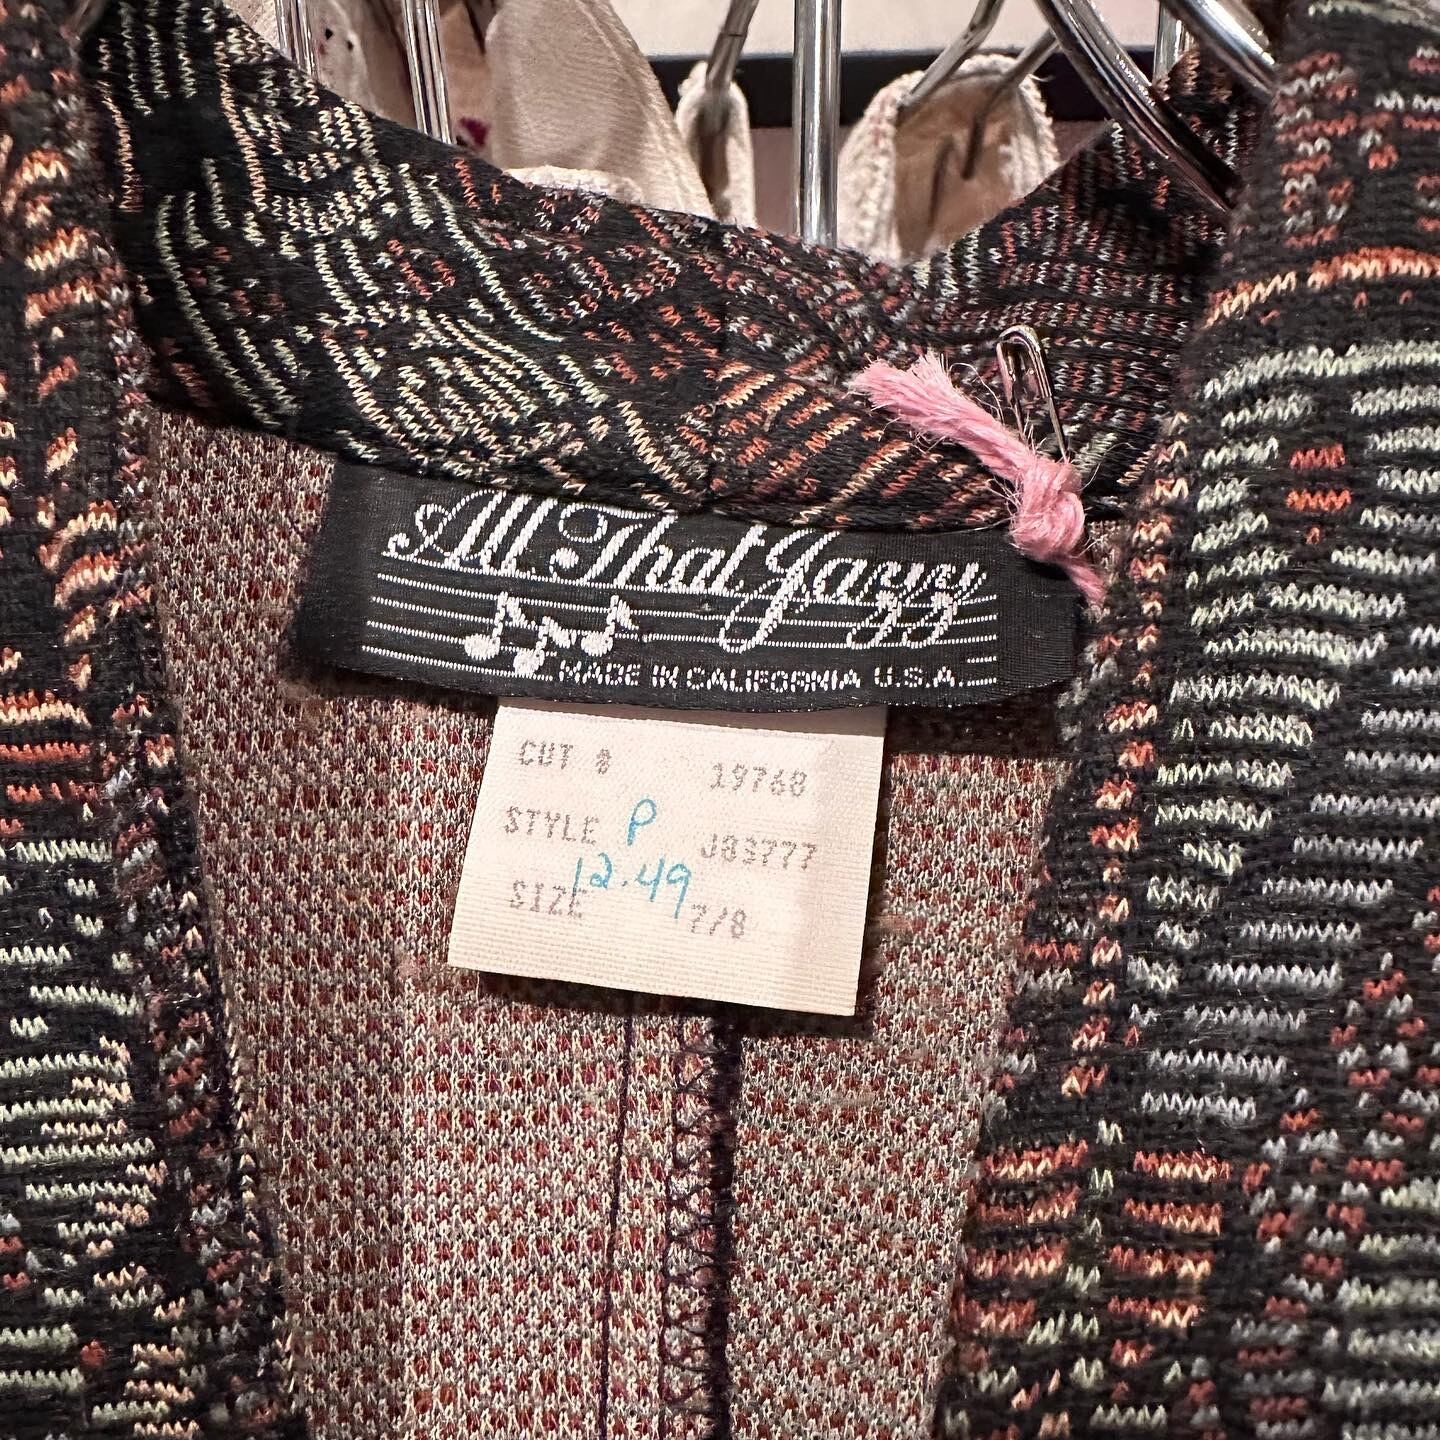 All That Jazz
MADE IN CALIFORNIA U.S.A.
CUT # 19768
STYLE P J83777
12.49
SIZE 7/8